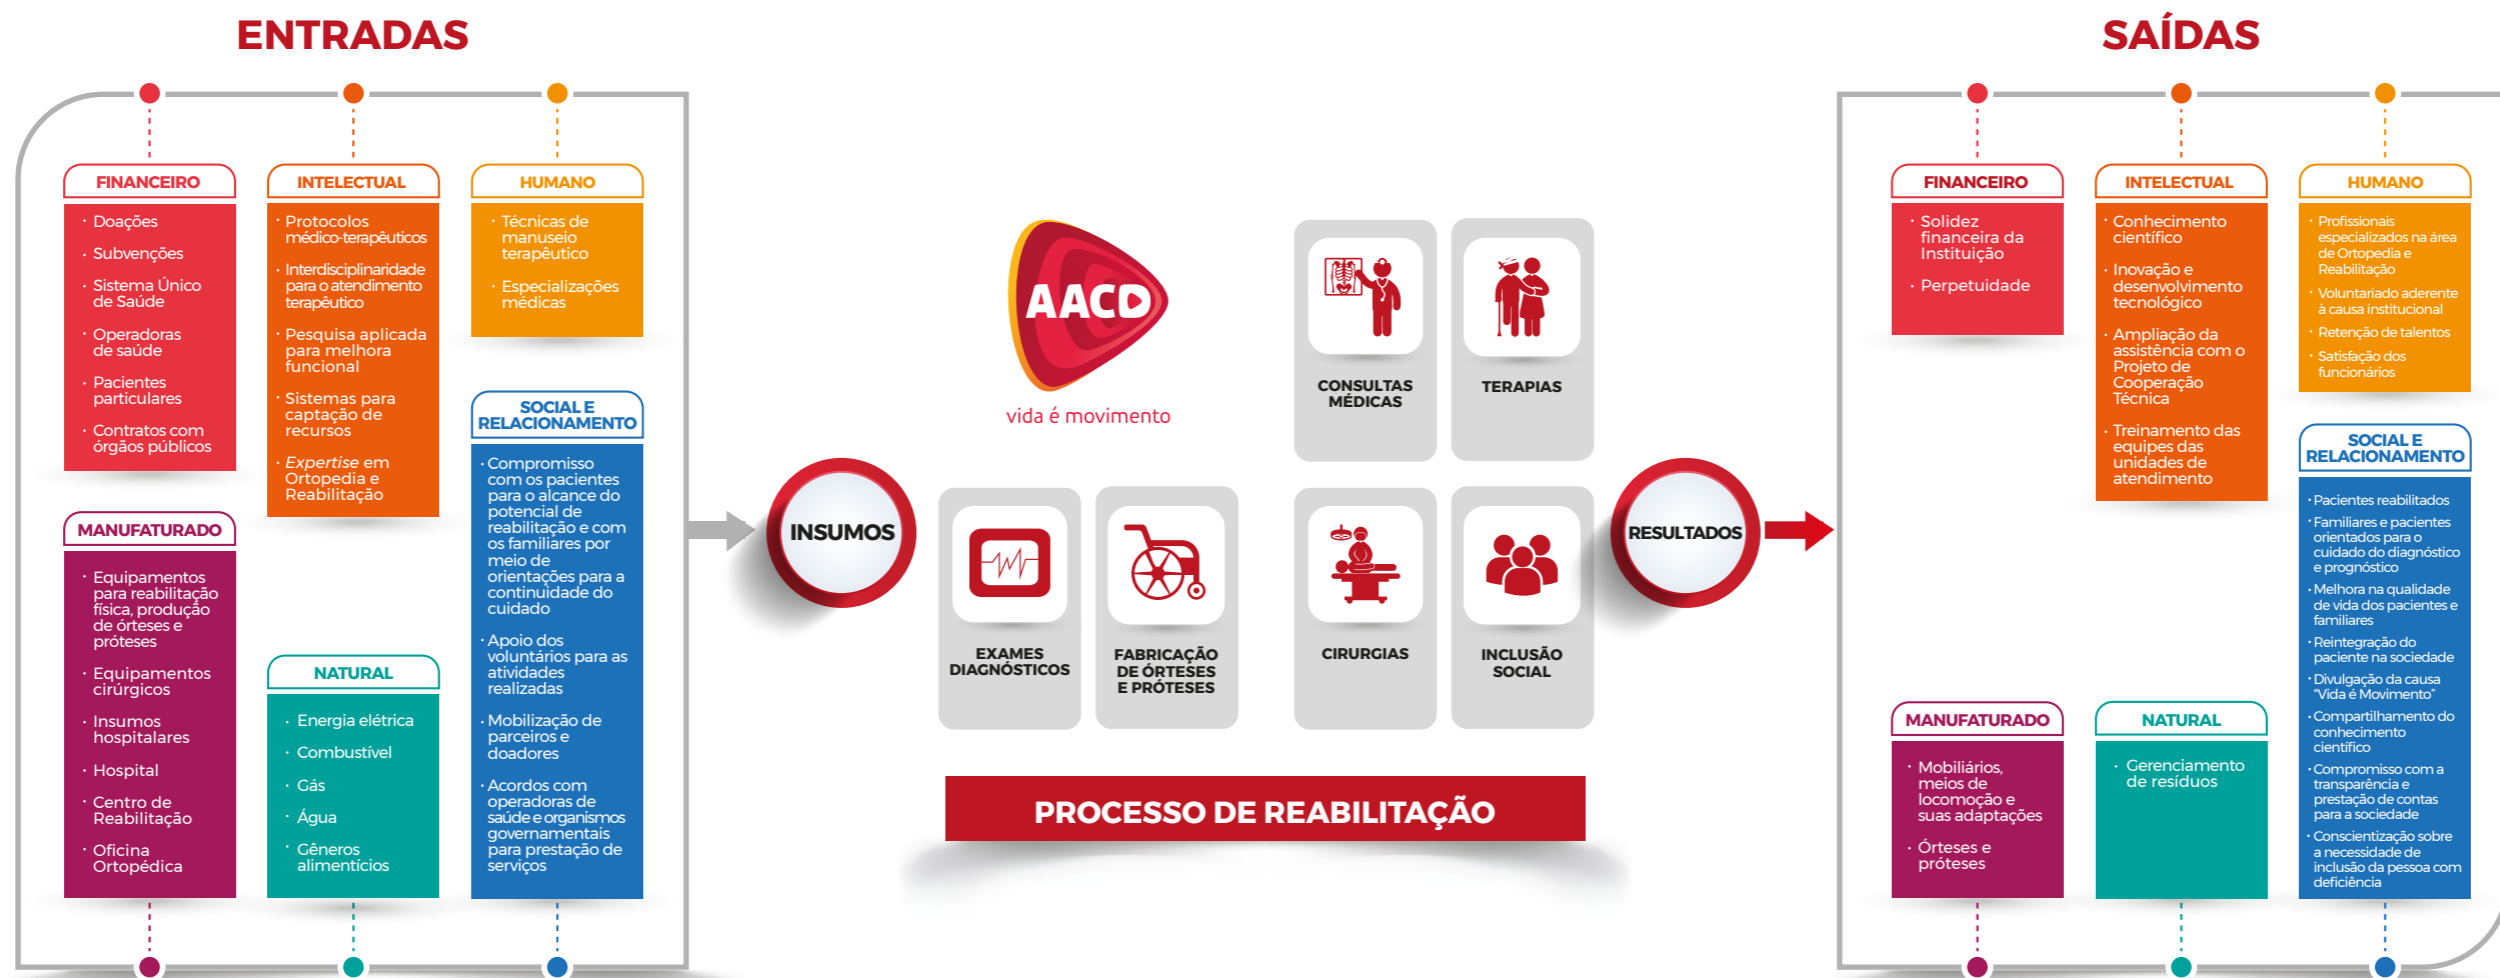 ENTRADAS
FINANCEIRO
· Doações
· Subvenções
· Sistema Único
de Saúde
· Operadoras
de saúde
· Pacientes
particulares
· Contratos com
órgãos públicos
INTELECTUAL
· Protocolos
médico-terapêuticos
· Interdisciplinaridade
para o atendimento
terapêutico
· Pesquisa aplicada
para melhora
funcional
· Sistemas para
captação de
recursos
· Expertise em
Ortopedia e
Reabilitação
HUMANO
· Técnicas de
manuseio
terapêutico
· Especializações
médicas
MANUFATURADO
· Equipamentos
para reabilitação
física, produção
de órteses e
próteses
· Equipamentos
cirúrgicos
· Insumos
hospitalares
· Hospital
· Centro de
Reabilitação
· Oficina
Ortopédica
NATURAL
· Energia elétrica
· Combustível
· Gás
· Água
· Gêneros
alimentícios
SOCIAL E
RELACIONAMENTO
· Compromisso
com os pacientes
para o alcance do
potencial de
reabilitação e com
os familiares por
meio de
orientações para a
continuidade do
cuidado
· Apoio dos
voluntários para as
atividades
realizadas
· Mobilização de
parceiros e
doadores
· Acordos com
operadoras de
saúde e organismos
governamentais
para prestação de
serviços
INSUMOS
AACD
vida é movimento
CONSULTAS
MÉDICAS
TERAPIAS
EXAMES
DIAGNÓSTICOS
FABRICAÇÃO
DE ÓRTESES
E PRÓTESES
CIRURGIAS
INCLUSÃO
SOCIAL
PROCESSO DE REABILITAÇÃO
RESULTADOS
SAÍDAS
FINANCEIRO
· Solidez
financeira da
Instituição
· Perpetuidade
INTELECTUAL
· Conhecimento
científico
· Inovação e
desenvolvimento
tecnológico
· Ampliação da
assistência com o
Projeto de
Cooperação
Técnica
· Treinamento das
equipes das
unidades de
atendimento
HUMANO
· Profissionais
especializados na área
de Ortopedia e
Reabilitação
· Voluntariado aderente
à causa institucional
· Retenção de talentos
· Satisfação dos
funcionários
MANUFATURADO
· Mobiliários,
meios de
locomoção e
suas adaptações
· Órteses e
próteses
NATURAL
· Gerenciamento
de resíduos
SOCIAL E
RELACIONAMENTO
· Pacientes reabilitados
· Familiares e pacientes
orientados para o
cuidado do diagnóstico
e prognóstico
· Melhora na qualidade
de vida dos pacientes e
familiares
· Reintegração do
paciente na sociedade
· Divulgação da causa
"Vida é Movimento"
· Compartilhamento do
conhecimento
científico
· Compromisso com a
transparência e
prestação de contas
para a sociedade
· Conscientização sobre
a necessidade de
inclusão da pessoa com
deficiência